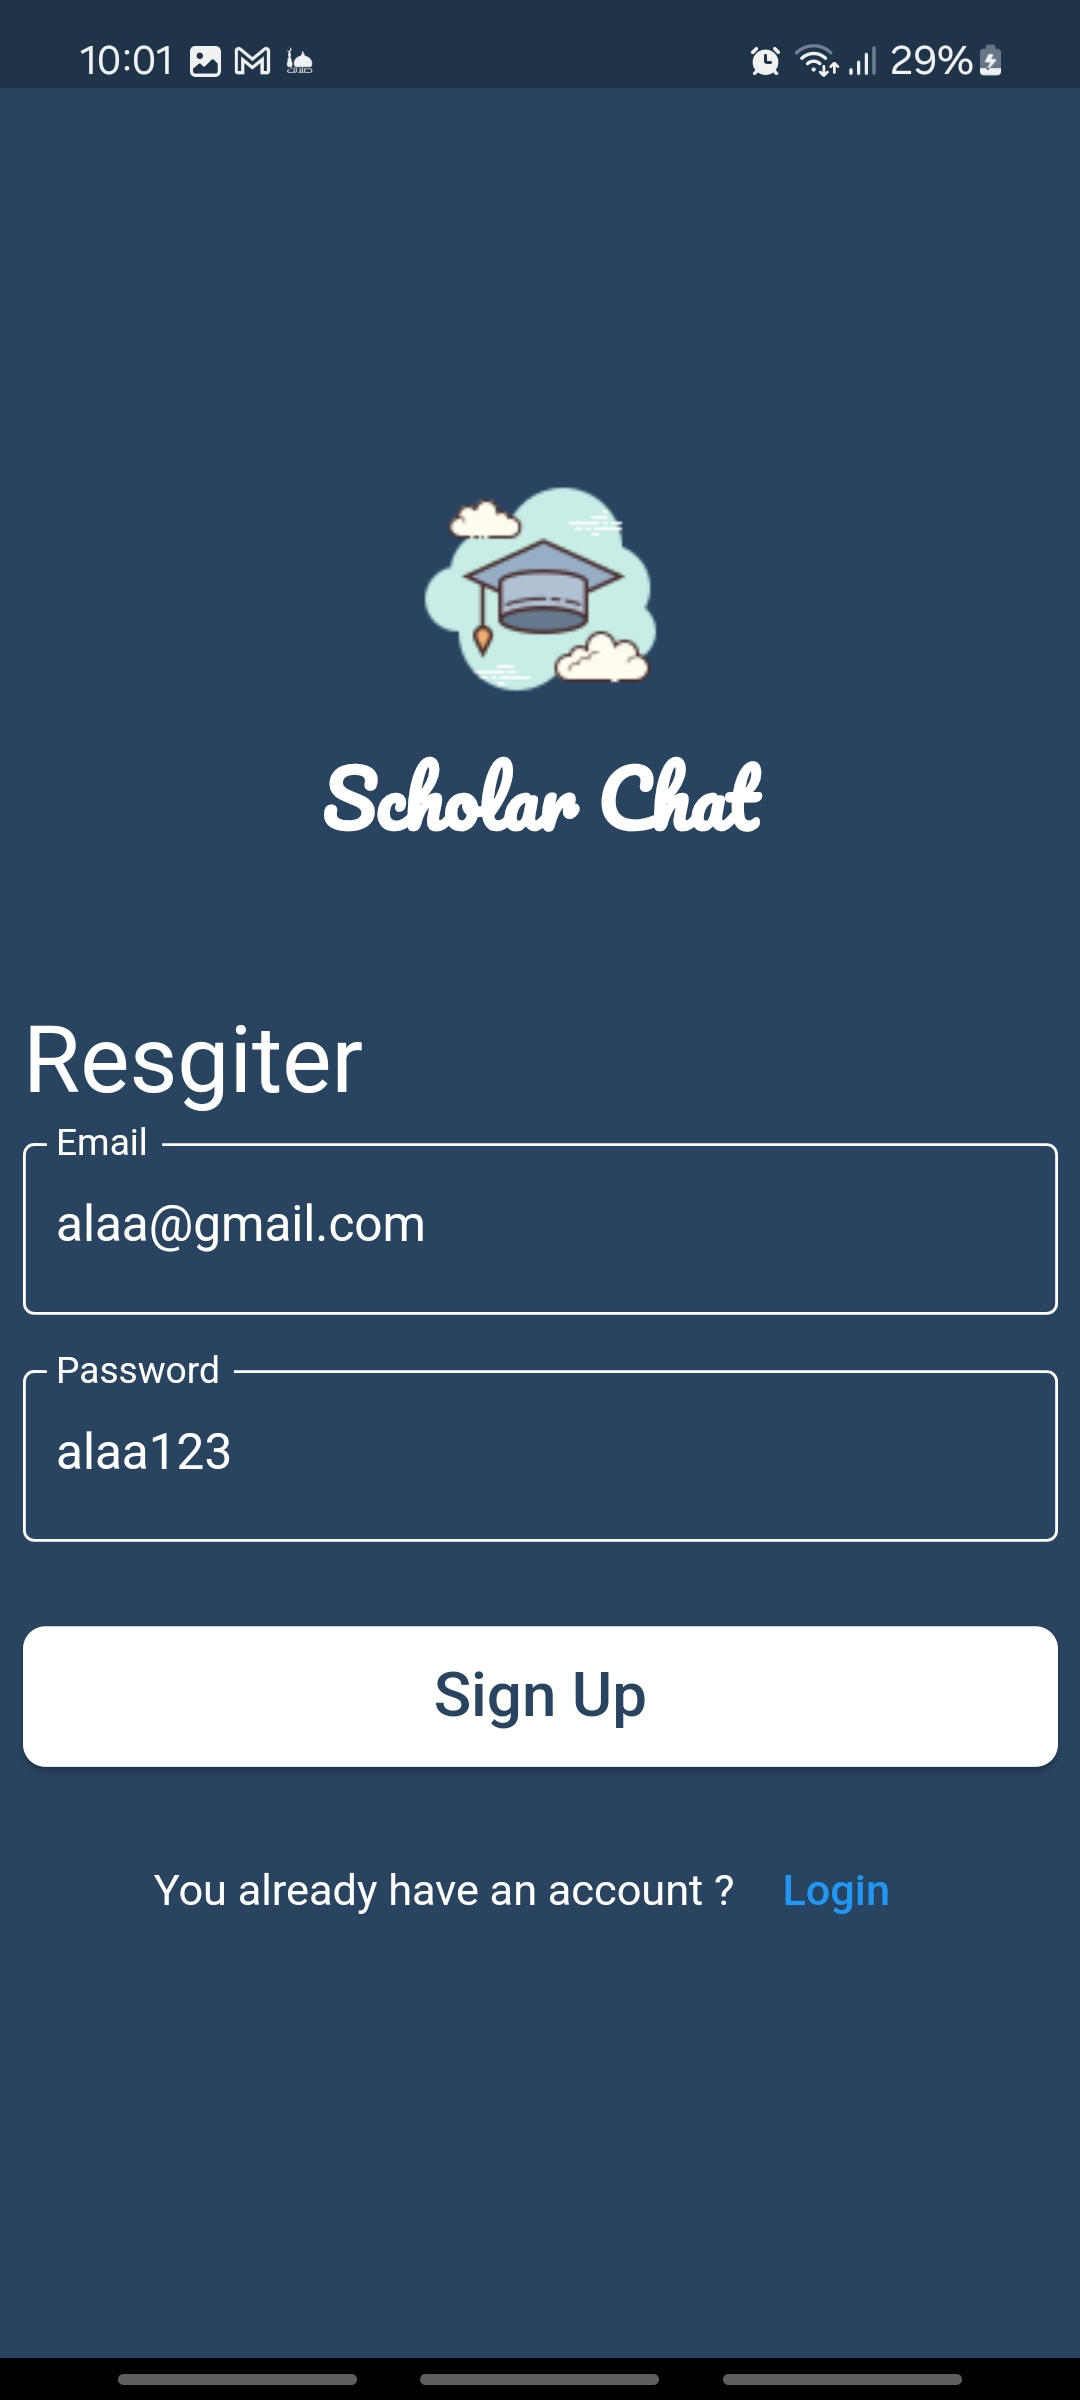 10:01 29%
Scholar Chat
Resgiter
Email
alaa@gmail.com
Password
alaa123
Sign Up
You already have an account ? Login